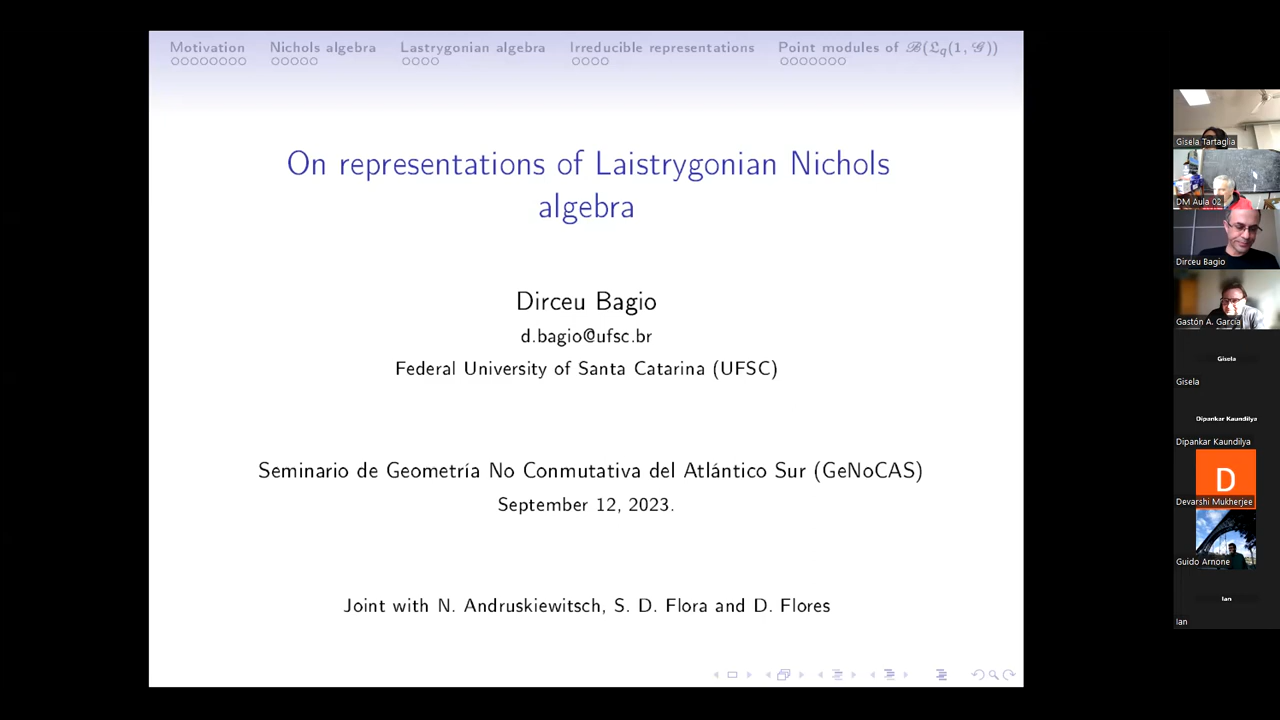 Motivation Nichols algebra Lastrygonian algebra Irreducible representations Point modules of ℬ(𝔏q(1, 𝒢))
On representations of Laistrygonian Nichols
algebra
Dirceu Bagio
d.bagio@ufsc.br
Federal University of Santa Catarina (UFSC)
Seminario de Geometría No Conmutativa del Atlántico Sur (GeNoCAS)
September 12, 2023.
Joint with N. Andruskiewitsch, S. D. Flora and D. Flores
Gisela Tartaglia
DM Aula 02
Dirceu Bagio
Gastón A. García
Gisela
Gisela
Dipankar Kaundilya
Dipankar Kaundilya
D
Devarshi Mukherjee
Guido Arnone
Ian
Ian